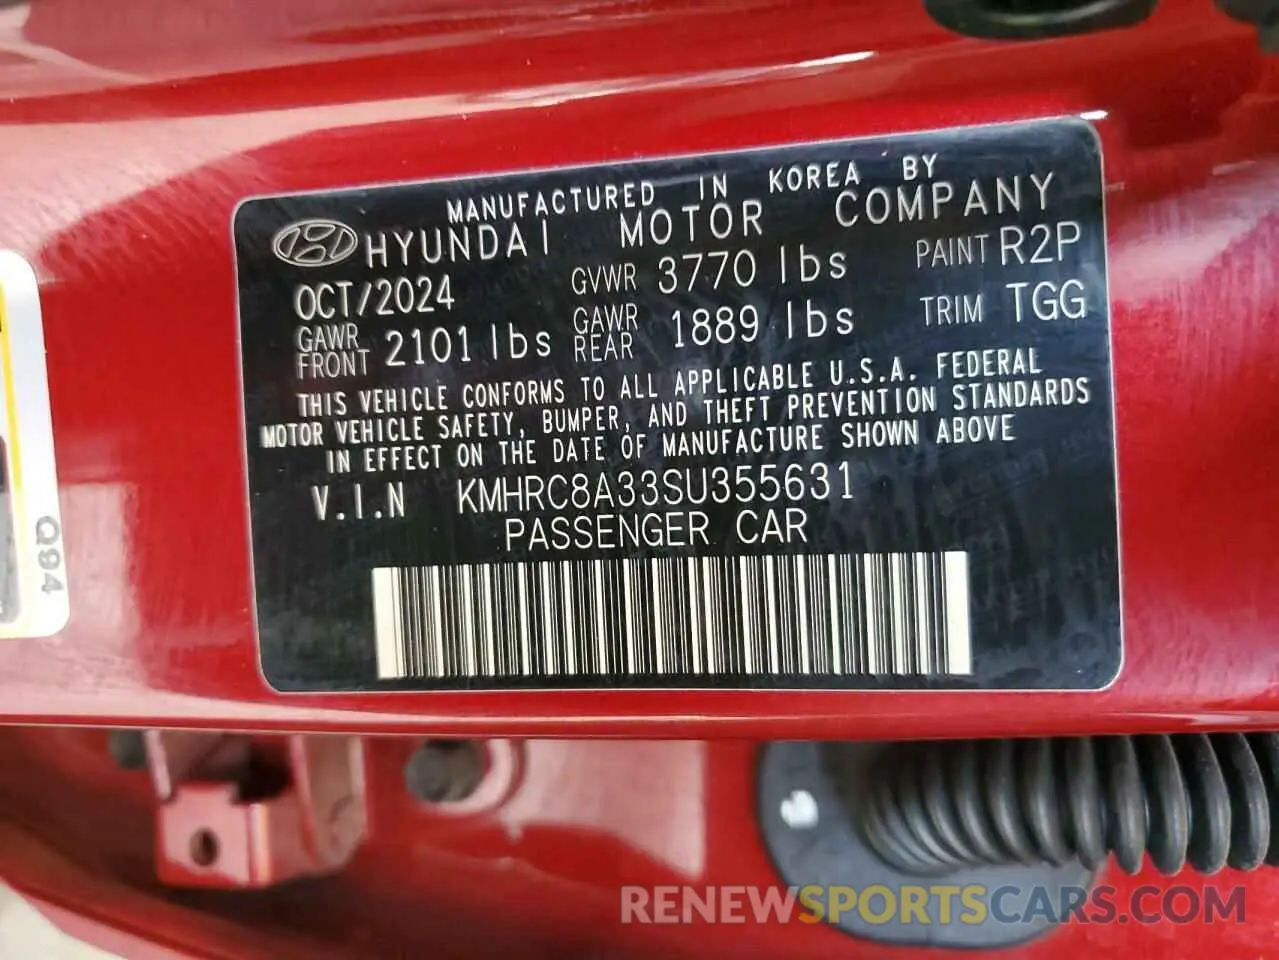 MANUFACTURED IN KOREA BY
HYUNDAI MOTOR COMPANY
OCT/2024 GVWR 3770 lbs PAINT R2P
GAWR FRONT 2101 lbs GAWR REAR 1889 lbs TRIM TGG
THIS VEHICLE CONFORMS TO ALL APPLICABLE U.S.A. FEDERAL
MOTOR VEHICLE SAFETY, BUMPER, AND THEFT PREVENTION STANDARDS
IN EFFECT ON THE DATE OF MANUFACTURE SHOWN ABOVE
V.I.N KMHRC8A33SU355631
PASSENGER CAR
Q94
RENEWSPORTSCARS.COM